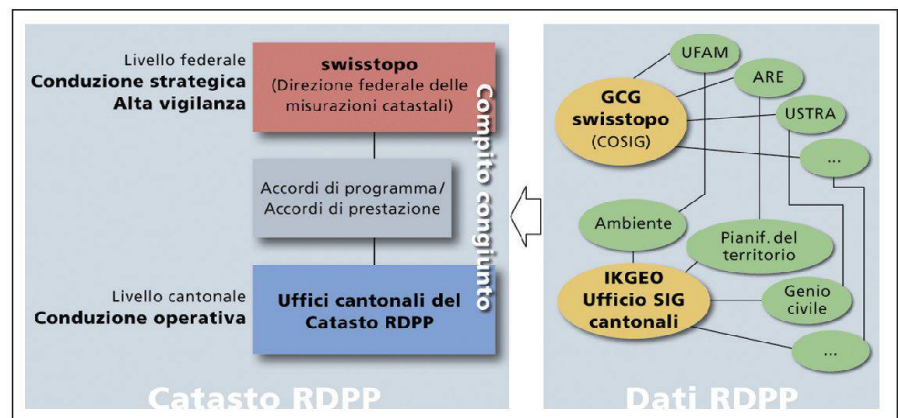 Livello federale
Conduzione strategica
Alta vigilanza
swisstopo
(Direzione federale delle
misurazioni catastali)
Compito congiunto
Accordi di programma/
Accordi di prestazione
Livello cantonale
Conduzione operativa
Uffici cantonali del
Catasto RDPP
Catasto RDPP
UFAM
ARE
GCG
swisstopo
(COSIG)
USTRA
...
Ambiente
Pianif. del
territorio
IKGEO
Ufficio SIG
cantonali
Genio
civile
...
Dati RDPP